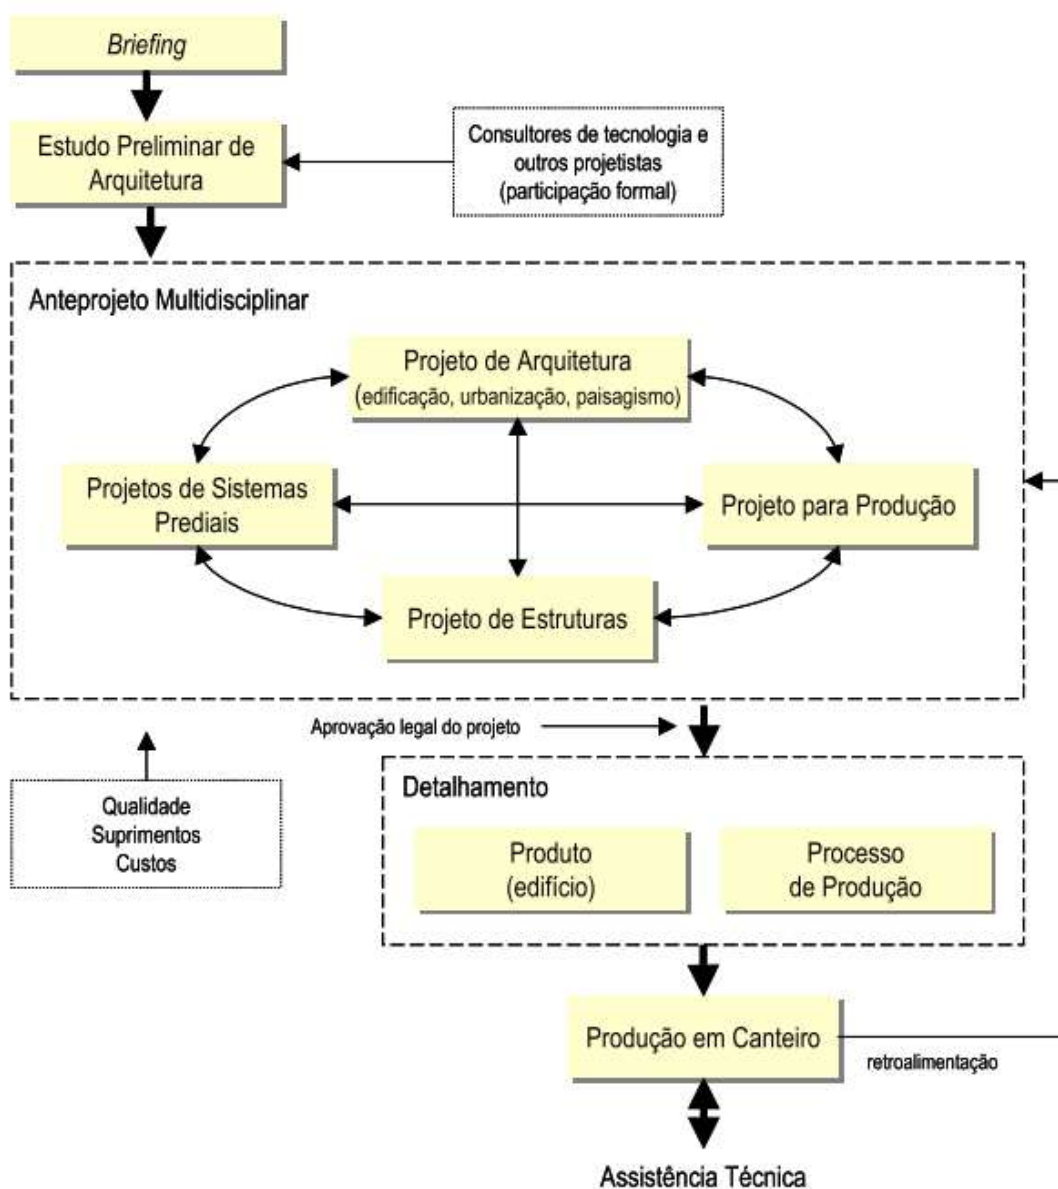 Briefing
Estudo Preliminar de
Arquitetura
Consultores de tecnologia e
outros projetistas
(participação formal)
Anteprojeto Multidisciplinar
Projeto de Arquitetura
(edificação, urbanização, paisagismo)
Projetos de Sistemas
Prediais
Projeto para Produção
Projeto de Estruturas
Aprovação legal do projeto
Qualidade
Suprimentos
Custos
Detalhamento
Produto
(edifício)
Processo
de Produção
Produção em Canteiro
retroalimentação
Assistência Técnica